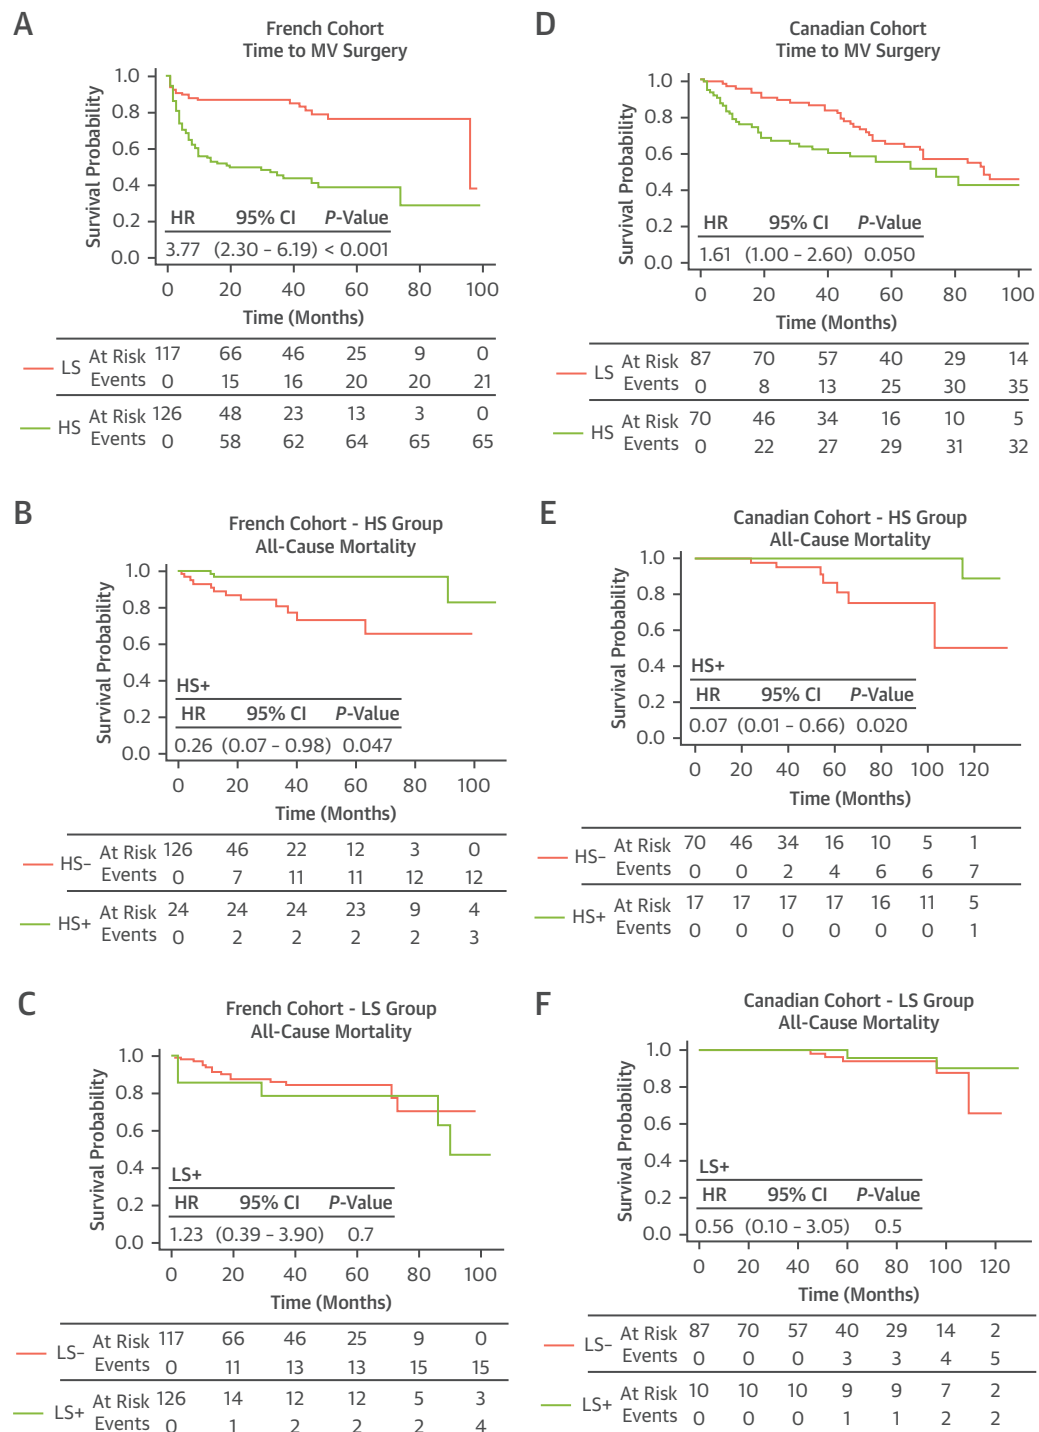 A
French Cohort
Time to MV Surgery
Survival Probability
1.0
0.8
0.6
0.4
0.2
0.0
HR 95% CI P-Value
3.77 (2.30 – 6.19) < 0.001
0 20 40 60 80 100
Time (Months)
LS
At Risk 117 66 46 25 9 0
Events 0 15 16 20 20 21
HS
At Risk 126 48 23 13 3 0
Events 0 58 62 64 65 65
D
Canadian Cohort
Time to MV Surgery
Survival Probability
1.0
0.8
0.6
0.4
0.2
0.0
HR 95% CI P-Value
1.61 (1.00 – 2.60) 0.050
0 20 40 60 80 100
Time (Months)
LS
At Risk 87 70 57 40 29 14
Events 0 8 13 25 30 35
HS
At Risk 70 46 34 16 10 5
Events 0 22 27 29 31 32
B
French Cohort - HS Group
All-Cause Mortality
Survival Probability
1.0
0.8
0.6
0.4
0.2
0.0
HS+
HR 95% CI P-Value
0.26 (0.07 – 0.98) 0.047
0 20 40 60 80 100
Time (Months)
HS–
At Risk 126 46 22 12 3 0
Events 0 7 11 11 12 12
HS+
At Risk 24 24 24 23 9 4
Events 0 2 2 2 2 3
E
Canadian Cohort - HS Group
All-Cause Mortality
Survival Probability
1.0
0.8
0.6
0.4
0.2
0.0
HS+
HR 95% CI P-Value
0.07 (0.01 – 0.66) 0.020
0 20 40 60 80 100 120
Time (Months)
HS–
At Risk 70 46 34 16 10 5 1
Events 0 0 2 4 6 6 7
HS+
At Risk 17 17 17 17 16 11 5
Events 0 0 0 0 0 0 1
C
French Cohort - LS Group
All-Cause Mortality
Survival Probability
1.0
0.8
0.6
0.4
0.2
0.0
LS+
HR 95% CI P-Value
1.23 (0.39 – 3.90) 0.7
0 20 40 60 80 100
Time (Months)
LS–
At Risk 117 66 46 25 9 0
Events 0 11 13 13 15 15
LS+
At Risk 126 14 12 12 5 3
Events 0 1 2 2 2 4
F
Canadian Cohort - LS Group
All-Cause Mortality
Survival Probability
1.0
0.8
0.6
0.4
0.2
0.0
LS+
HR 95% CI P-Value
0.56 (0.10 – 3.05) 0.5
0 20 40 60 80 100 120
Time (Months)
LS–
At Risk 87 70 57 40 29 14 2
Events 0 0 0 3 3 4 5
LS+
At Risk 10 10 10 9 9 7 2
Events 0 0 0 1 1 2 2